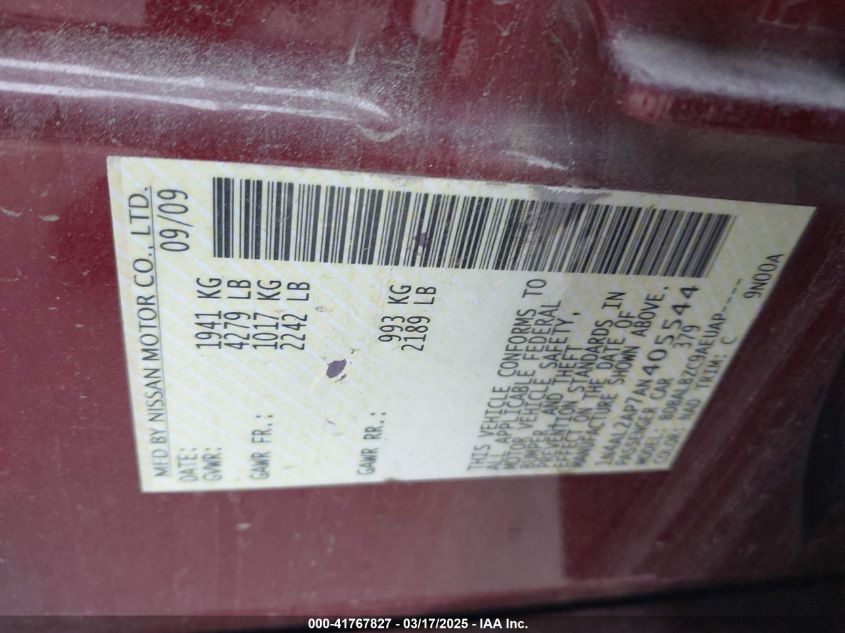 MFD BY NISSAN MOTOR CO., LTD.
DATE: 09/09
GVWR: 1941 KG
4279 LB
GAWR FR.: 1017 KG
2242 LB
GAWR RR.: 993 KG
2189 LB
THIS VEHICLE CONFORMS TO
ALL APPLICABLE FEDERAL
MOTOR VEHICLE SAFETY,
BUMPER, AND THEFT
PREVENTION STANDARDS IN
EFFECT ON THE DATE OF
MANUFACTURE SHOWN ABOVE.
1N4AL2AP7AN405544
PASSENGER CAR 379
MODEL: BDBALBZC9AEUAP----
COLOR: NAD TRIM: C 9N00A
000-41767827 - 03/17/2025 - IAA Inc.